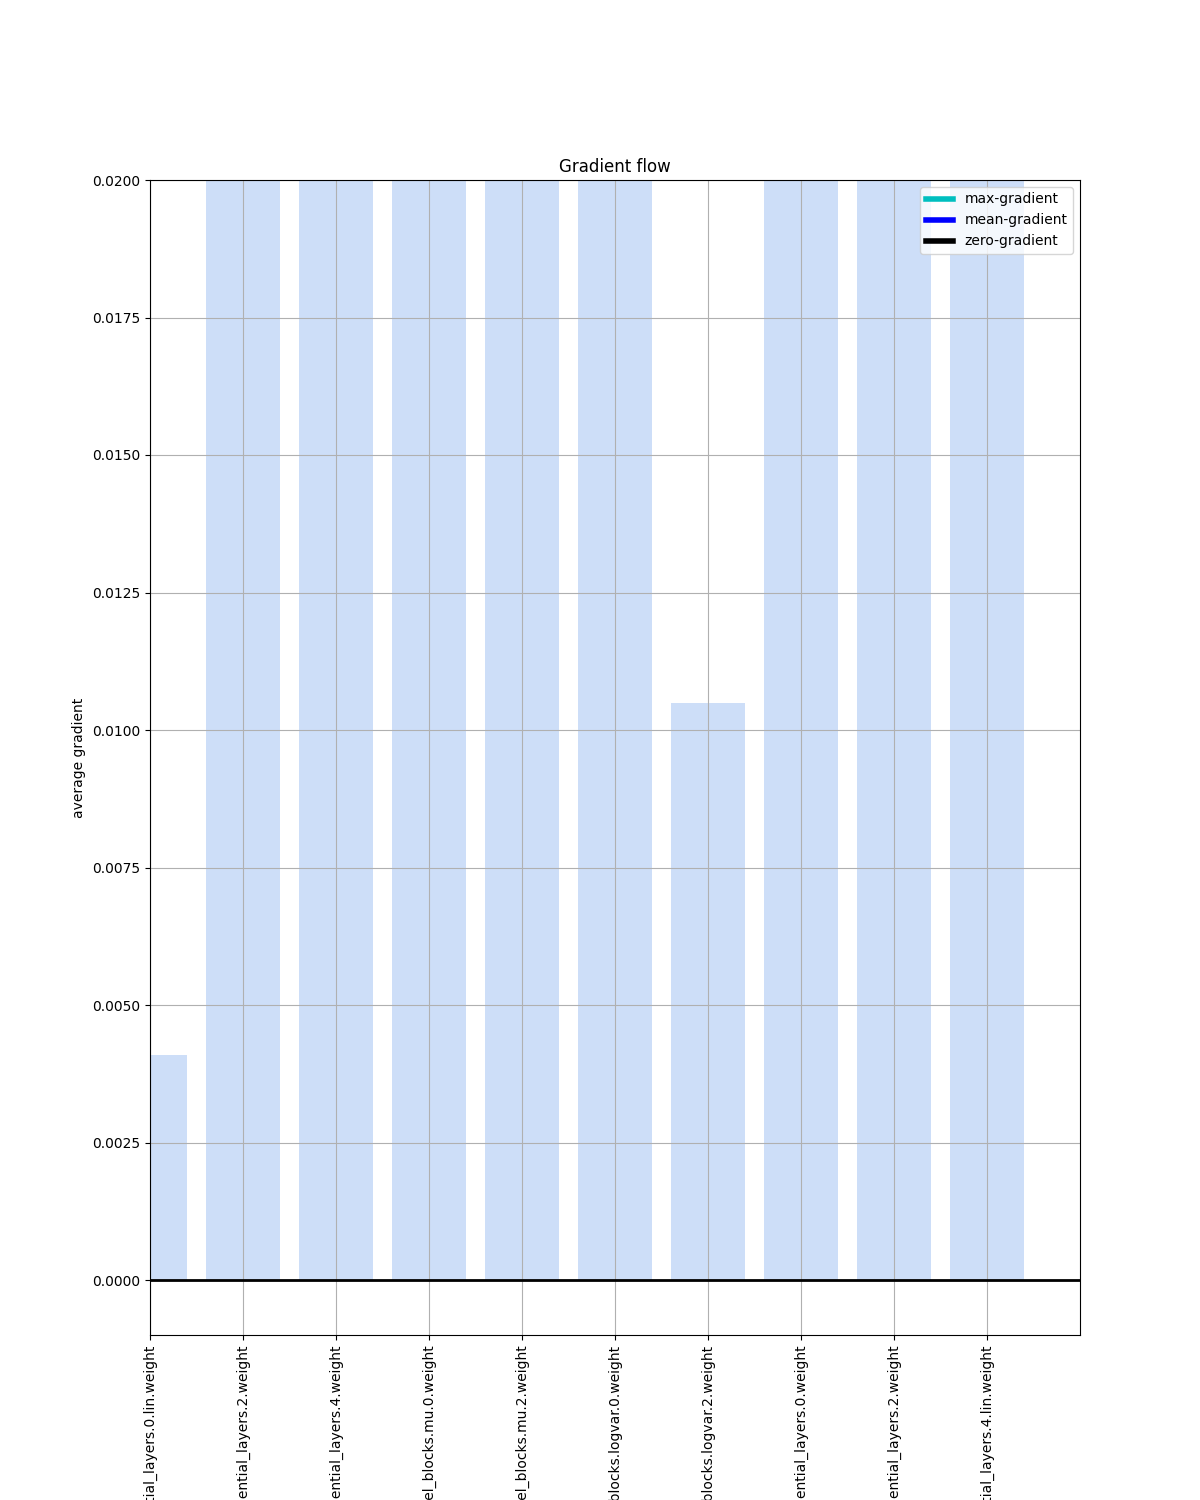 Gradient flow
max-gradient
mean-gradient
zero-gradient
0.0200
0.0175
0.0150
0.0125
0.0100
0.0075
0.0050
0.0025
0.0000
average gradient
tial_layers.0.lin.weight
ential_layers.2.weight
ential_layers.4.weight
el_blocks.mu.0.weight
el_blocks.mu.2.weight
blocks.logvar.0.weight
blocks.logvar.2.weight
ential_layers.0.weight
ential_layers.2.weight
tial_layers.4.lin.weight